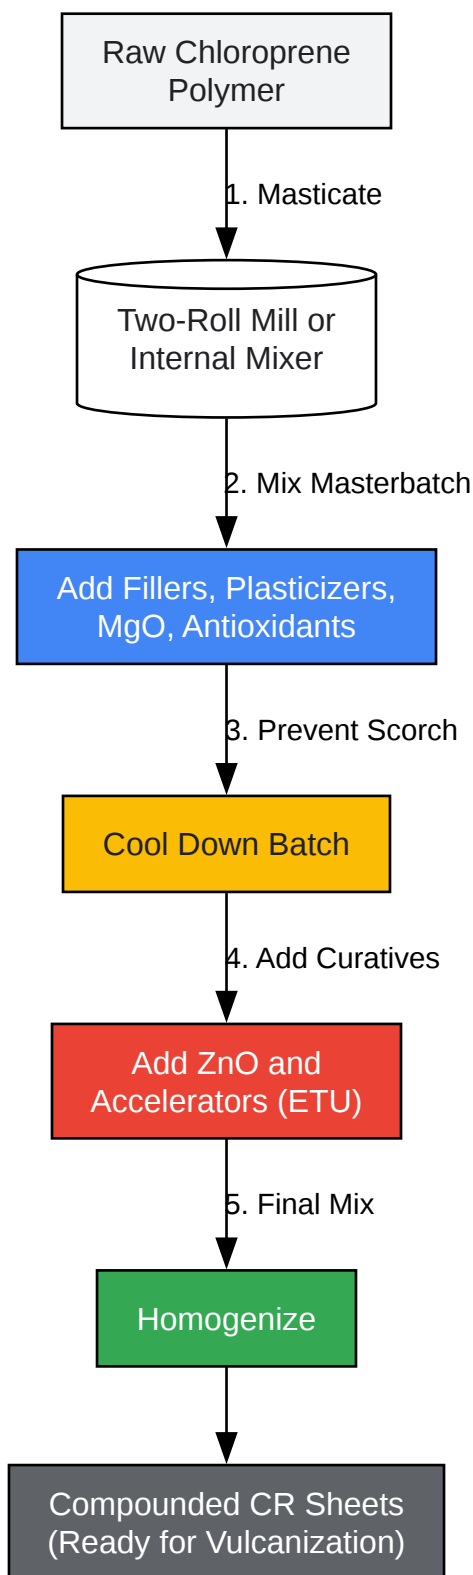 Raw Chloroprene
Polymer
1. Masticate
Two-Roll Mill or
Internal Mixer
2. Mix Masterbatch
Add Fillers, Plasticizers,
MgO, Antioxidants
3. Prevent Scorch
Cool Down Batch
4. Add Curatives
Add ZnO and
Accelerators (ETU)
5. Final Mix
Homogenize
Compounded CR Sheets
(Ready for Vulcanization)